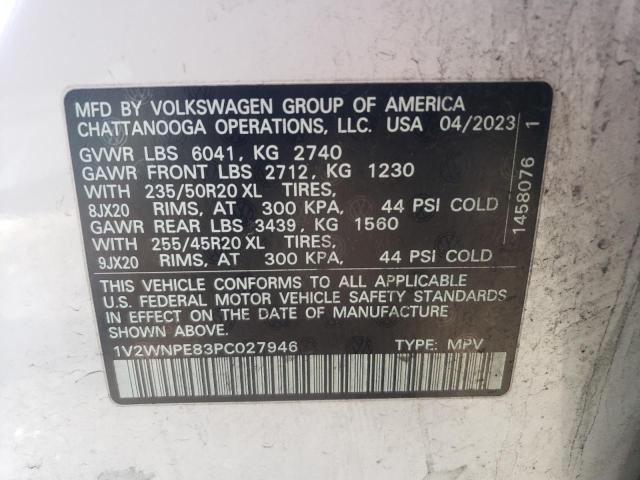 MFD BY VOLKSWAGEN GROUP OF AMERICA
CHATTANOOGA OPERATIONS, LLC. USA 04/2023
GVWR LBS 6041, KG 2740
GAWR FRONT LBS 2712, KG 1230
WITH 235/50R20 XL TIRES,
8JX20 RIMS, AT 300 KPA, 44 PSI COLD
GAWR REAR LBS 3439, KG 1560
WITH 255/45R20 XL TIRES,
9JX20 RIMS, AT 300 KPA, 44 PSI COLD
THIS VEHICLE CONFORMS TO ALL APPLICABLE
U.S. FEDERAL MOTOR VEHICLE SAFETY STANDARDS
IN EFFECT ON THE DATE OF MANUFACTURE
SHOWN ABOVE.
1V2WNPE83PC027946 TYPE: MPV
1458076 1